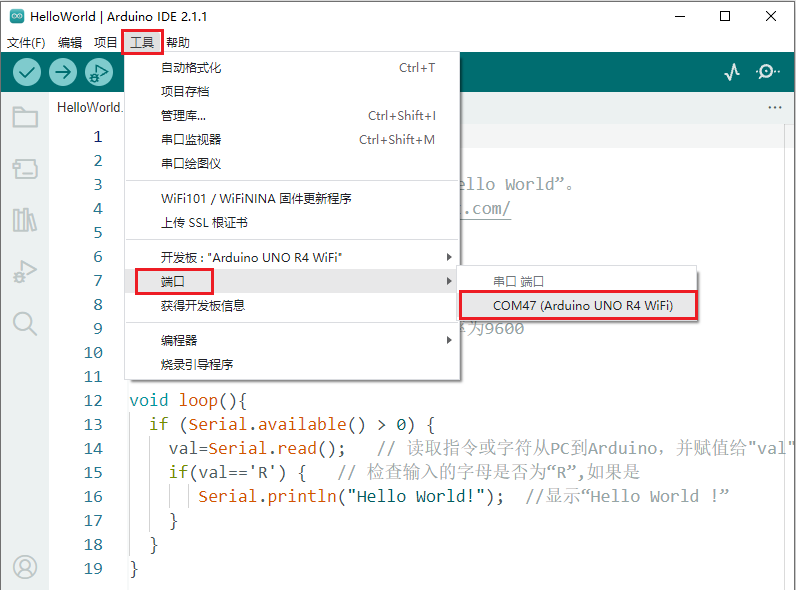 HelloWorld | Arduino IDE 2.1.1
文件(F) 编辑 项目 工具 帮助
HelloWorld.
自动格式化 Ctrl+T
项目存档
管理库... Ctrl+Shift+I
串口监视器 Ctrl+Shift+M
串口绘图仪
WiFi101 / WiFiNINA 固件更新程序
上传 SSL 根证书
开发板 : "Arduino UNO R4 WiFi"
端口
获得开发板信息
编程器
烧录引导程序
串口 端口
COM47 (Arduino UNO R4 WiFi)
1
2
3 ello World”。
4 .com/
5
6
7
8
9 率为9600
10
11
12 void loop(){
13 if (Serial.available() > 0) {
14 val=Serial.read(); // 读取指令或字符从PC到Arduino，并赋值给"val"
15 if(val=='R') { // 检查输入的字母是否为“R”,如果是
16 Serial.println("Hello World!"); //显示“Hello World !”
17 }
18 }
19 }